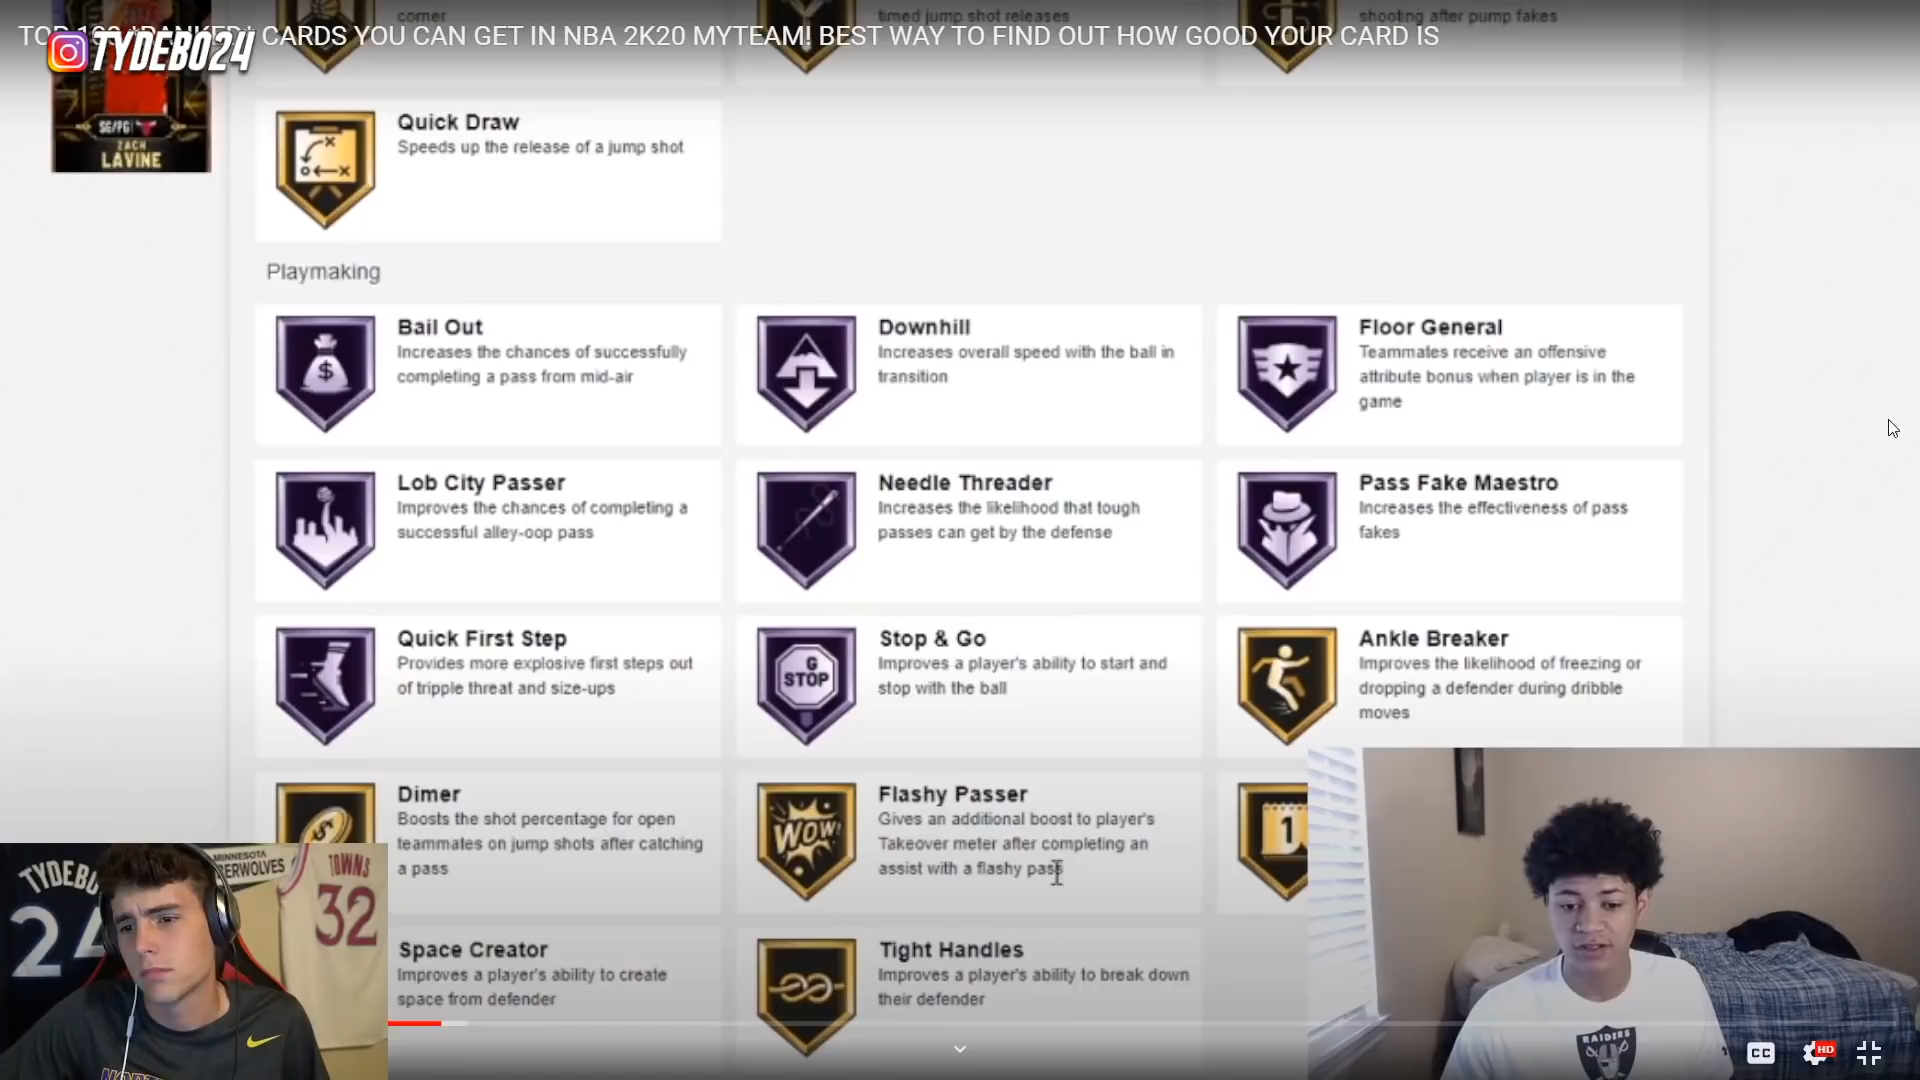 corner
timed jump shot releases
shooting after pump fakes
CARDS YOU CAN GET IN NBA 2K20 MYTEAM! BEST WAY TO FIND OUT HOW GOOD YOUR CARD IS
TYDEBO24
SG/PG
ZACH
LAVINE
Quick Draw
Speeds up the release of a jump shot
Playmaking
Bail Out
Increases the chances of successfully
completing a pass from mid-air
Downhill
Increases overall speed with the ball in
transition
Floor General
Teammates receive an offensive
attribute bonus when player is in the
game
Lob City Passer
Improves the chances of completing a
successful alley-oop pass
Needle Threader
Increases the likelihood that tough
passes can get by the defense
Pass Fake Maestro
Increases the effectiveness of pass
fakes
Quick First Step
Provides more explosive first steps out
of tripple threat and size-ups
G
STOP
Stop & Go
Improves a player's ability to start and
stop with the ball
Ankle Breaker
Improves the likelihood of freezing or
dropping a defender during dribble
moves
Dimer
Boosts the shot percentage for open
teammates on jump shots after catching
a pass
WOW!
Flashy Passer
Gives an additional boost to player's
Takeover meter after completing an
assist with a flashy pass
1
Space Creator
Improves a player's ability to create
space from defender
Tight Handles
Improves a player's ability to break down
their defender
TYDEBO
24
MINNESOTA
TOWNS
32
RAIDERS
CC
HD